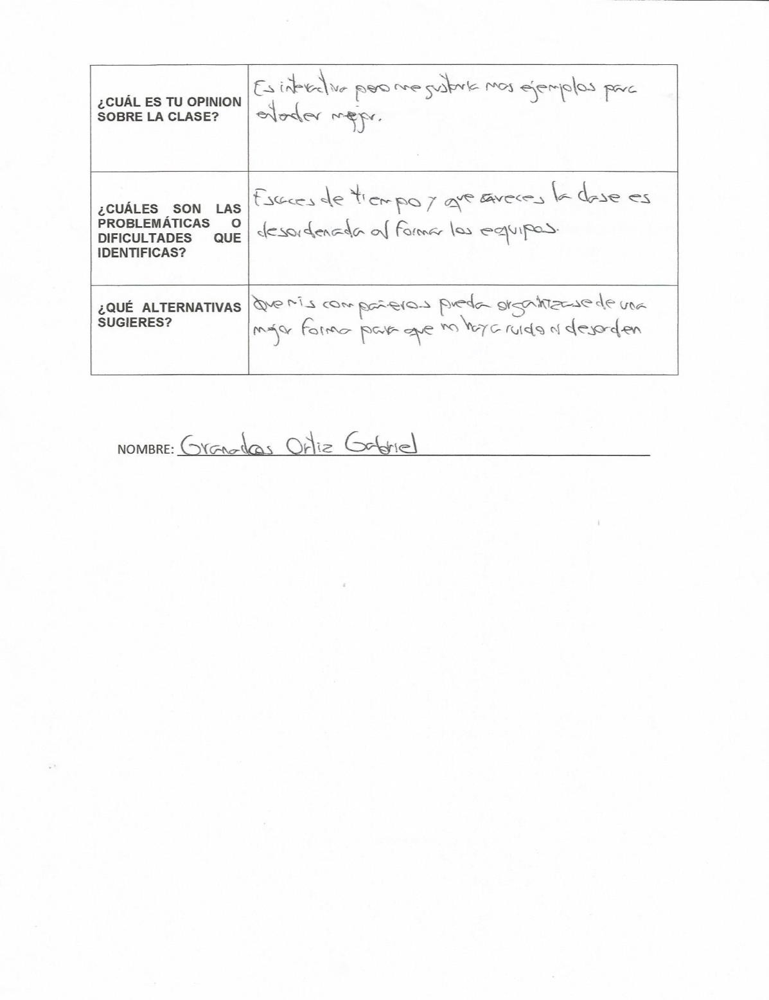 ¿CUÁL ES TU OPINION
SOBRE LA CLASE?
Es interactiva pero me gustaria mas ejemplos para
entender mejor.
¿CUÁLES SON LAS
PROBLEMÁTICAS O
DIFICULTADES QUE
IDENTIFICAS?
Escaces de tiempo y que aveces la clase es
desordenada al formar los equipos.
¿QUÉ ALTERNATIVAS
SUGIERES?
Que mis compañeros pueda organizase de una
mejor forma para que no haya ruido ni desorden
NOMBRE: Granados Ortiz Gabriel